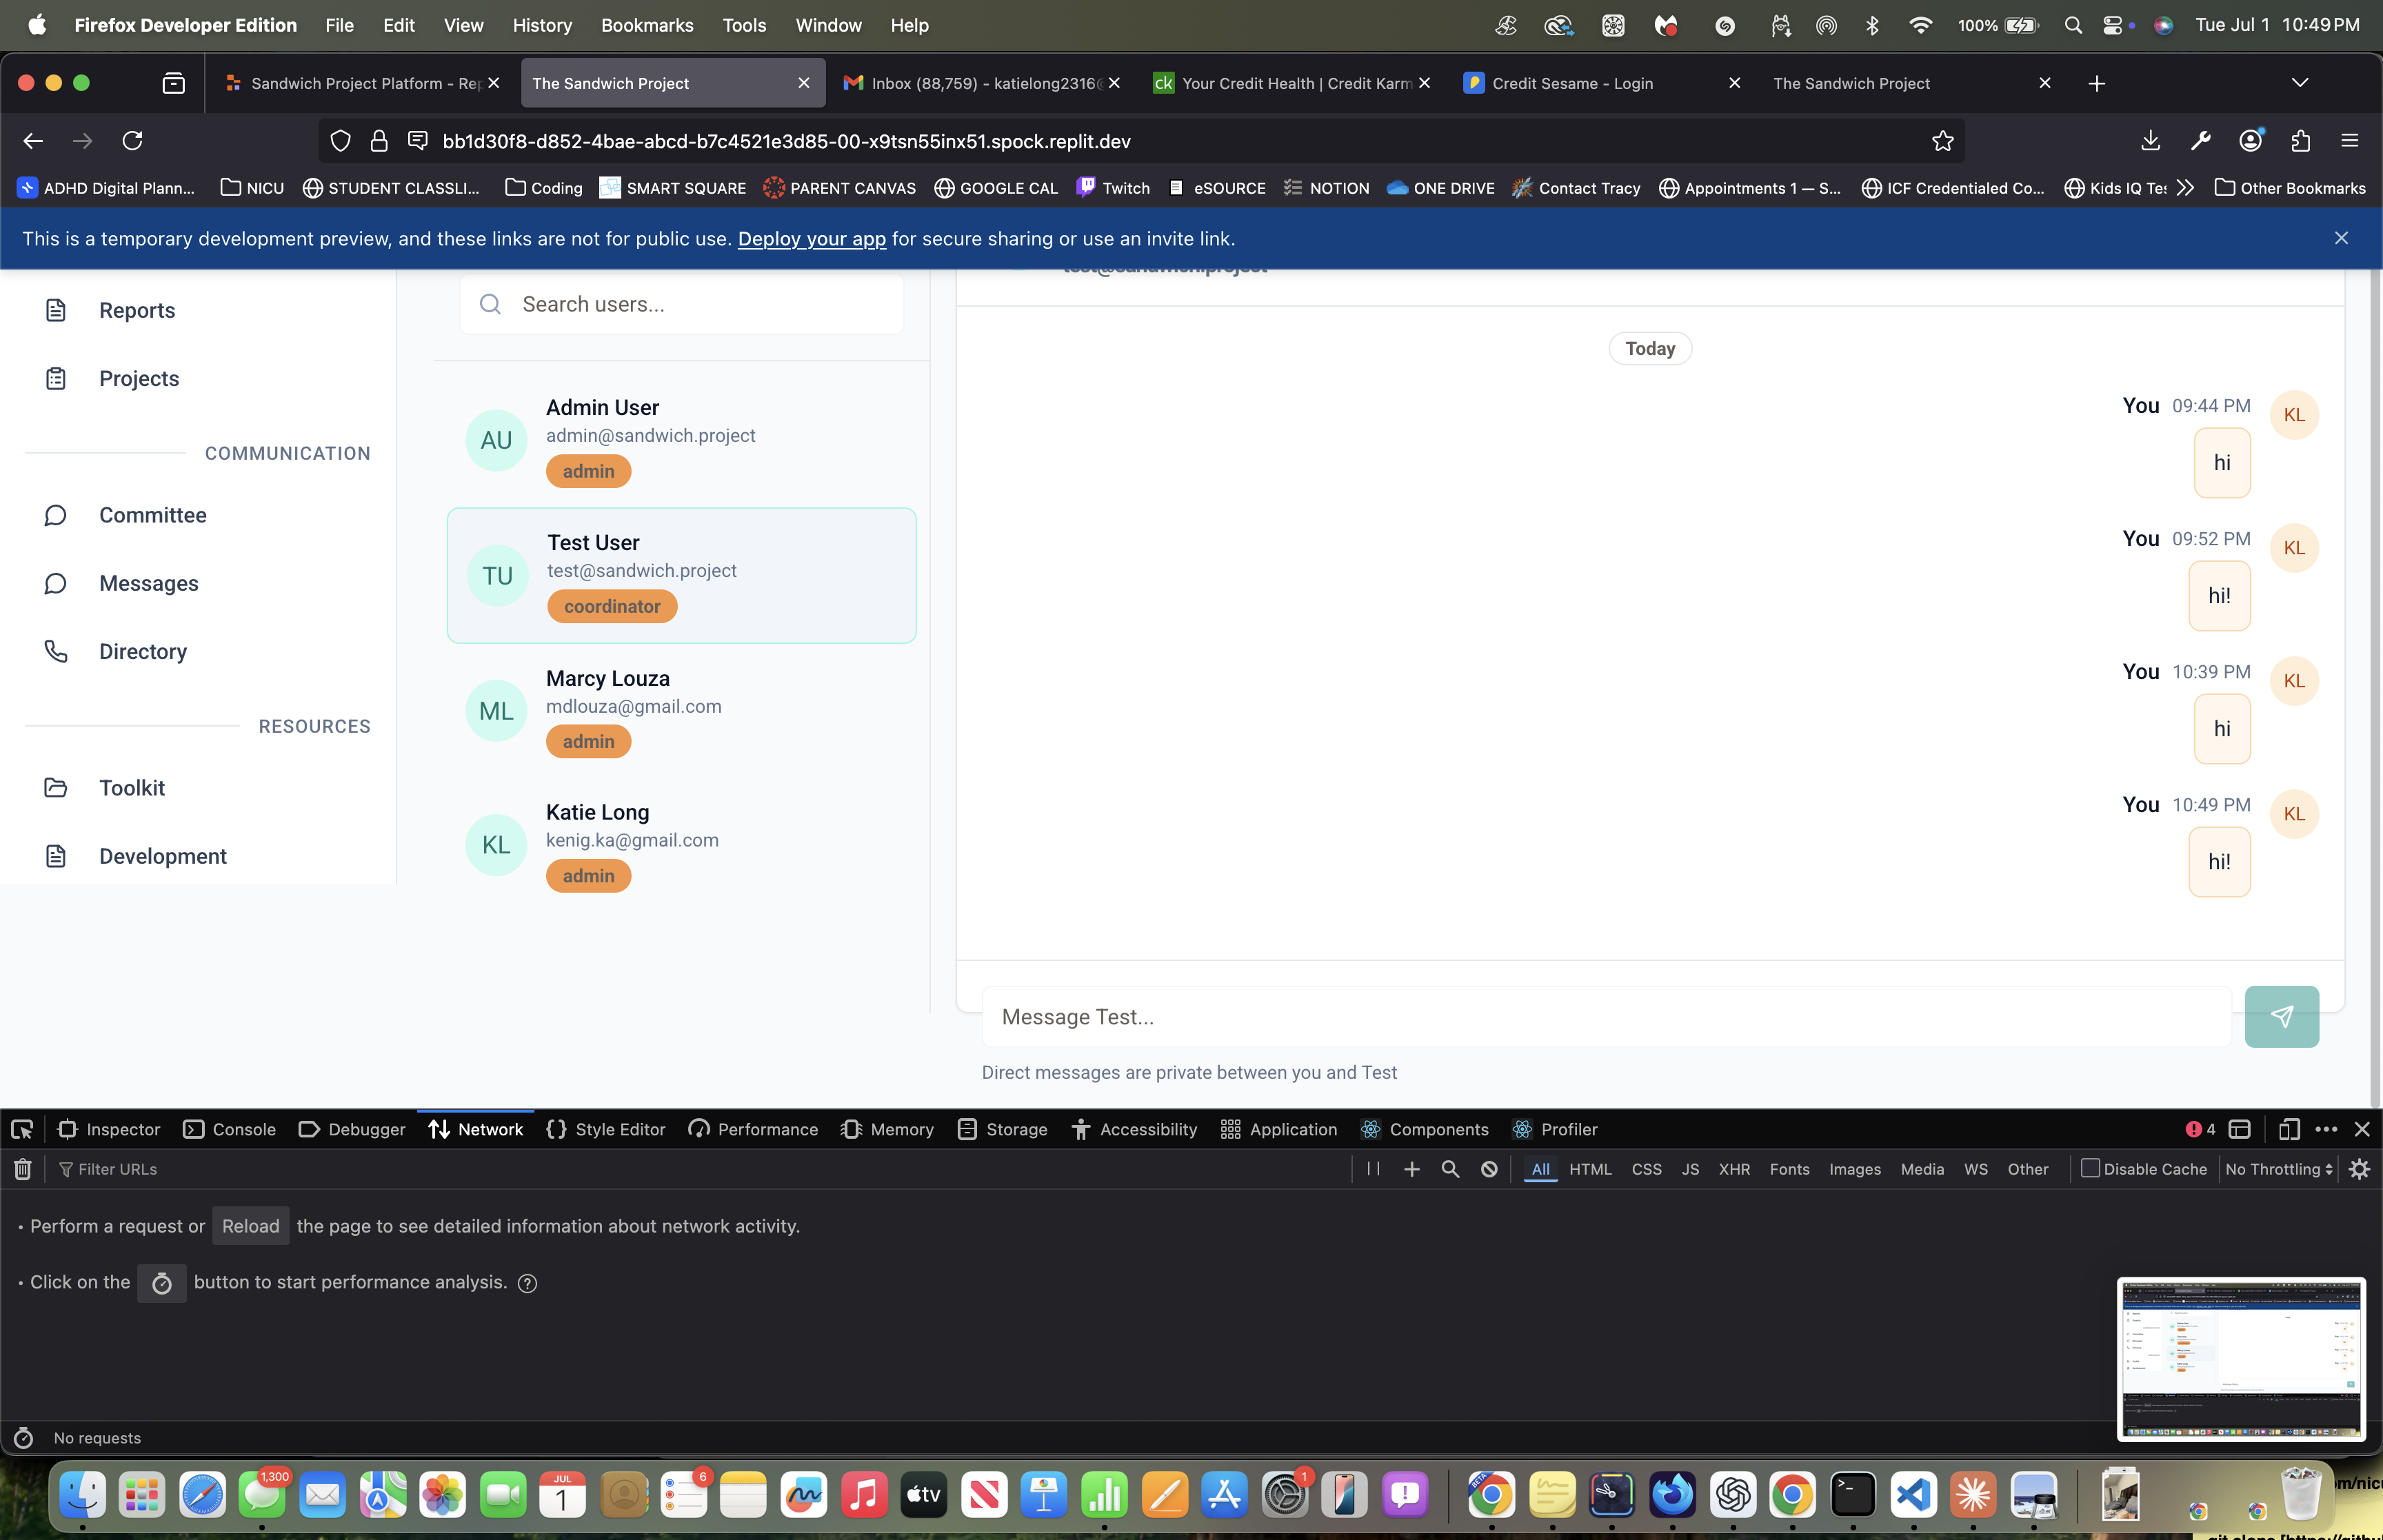 Firefox Developer Edition File Edit View History Bookmarks Tools Window Help 100% Tue Jul 1 10:49 PM
Sandwich Project Platform - Rep The Sandwich Project Inbox (88,759) - katielong2316@ Your Credit Health | Credit Karm Credit Sesame - Login The Sandwich Project
bb1d30f8-d852-4bae-abcd-b7c4521e3d85-00-x9tsn55inx51.spock.replit.dev
ADHD Digital Plann... NICU STUDENT CLASSLI... Coding SMART SQUARE PARENT CANVAS GOOGLE CAL Twitch eSOURCE NOTION ONE DRIVE Contact Tracy Appointments 1 — S... ICF Credentialed Co... Kids IQ Tes Other Bookmarks
This is a temporary development preview, and these links are not for public use. Deploy your app for secure sharing or use an invite link.
Reports
Projects
COMMUNICATION
Committee
Messages
Directory
RESOURCES
Toolkit
Development
Search users...
AU
Admin User
admin@sandwich.project
admin
TU
Test User
test@sandwich.project
coordinator
ML
Marcy Louza
mdlouza@gmail.com
admin
KL
Katie Long
kenig.ka@gmail.com
admin
test@sandwich.project
Today
You 09:44 PM KL
hi
You 09:52 PM KL
hi!
You 10:39 PM KL
hi
You 10:49 PM KL
hi!
Message Test...
Direct messages are private between you and Test
Inspector Console Debugger Network Style Editor Performance Memory Storage Accessibility Application Components Profiler 4
Filter URLs All HTML CSS JS XHR Fonts Images Media WS Other Disable Cache No Throttling
• Perform a request or Reload the page to see detailed information about network activity.
• Click on the button to start performance analysis.
No requests
1,300
JUL
1
6
tv
1
BETA